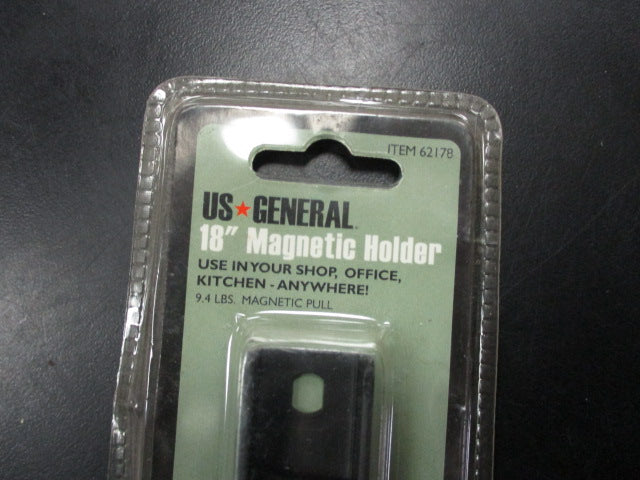 ITEM 62178
US★GENERAL
18" Magnetic Holder
USE IN YOUR SHOP, OFFICE,
KITCHEN - ANYWHERE!
9.4 LBS. MAGNETIC PULL